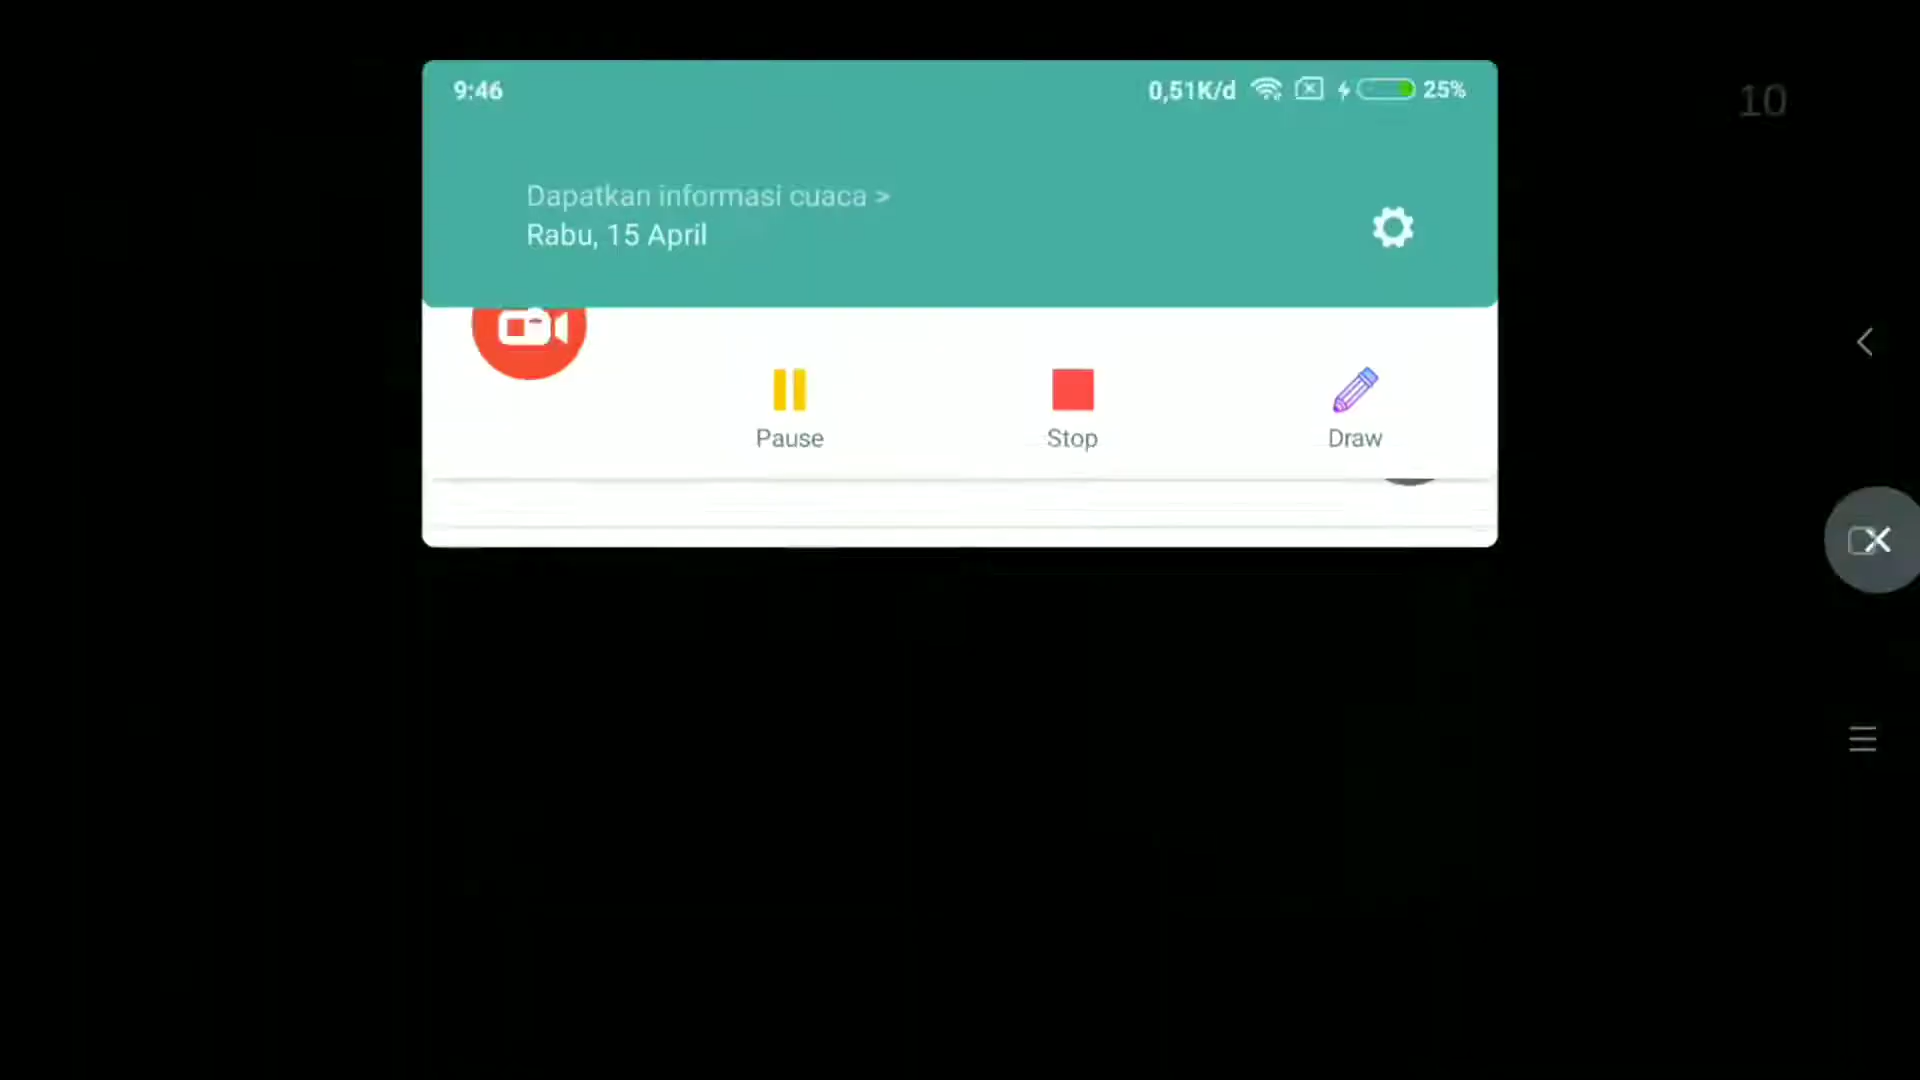 9:46
0,51K/d
25%
10
Dapatkan informasi cuaca >
Rabu, 15 April
Pause
Stop
Draw